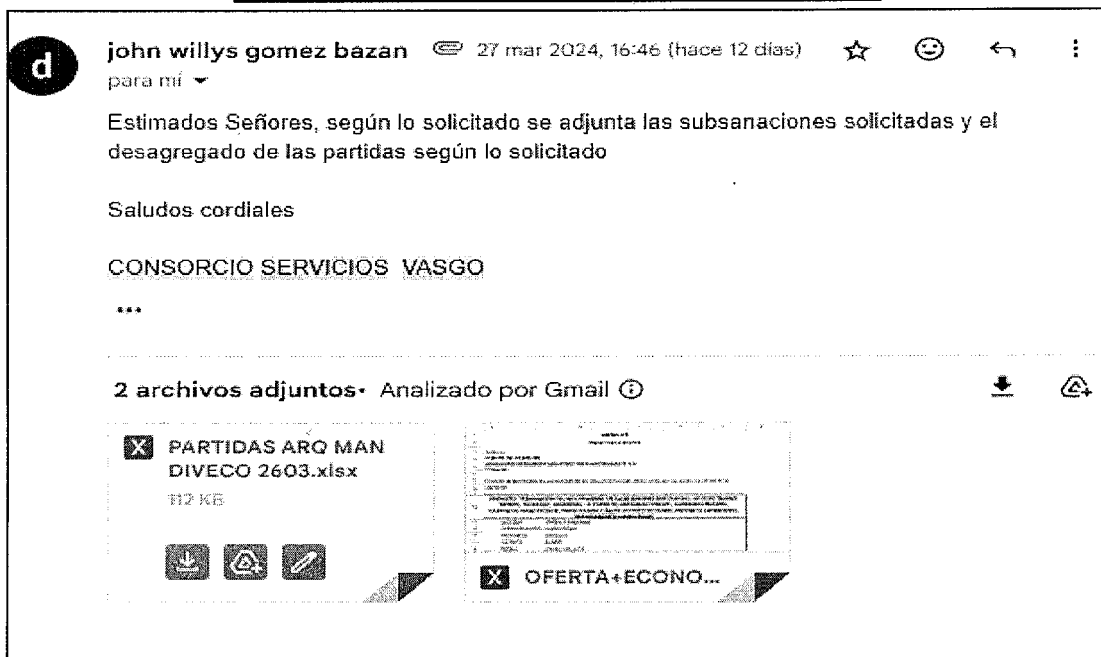 d
john willys gomez bazan 27 mar 2024, 16:46 (hace 12 días)
para mí
Estimados Señores, según lo solicitado se adjunta las subsanaciones solicitadas y el
desagregado de las partidas según lo solicitado
Saludos cordiales
CONSORCIO SERVICIOS VASGO
•••
2 archivos adjuntos• Analizado por Gmail
X PARTIDAS ARQ MAN
DIVECO 2603.xlsx
112 KB
X OFERTA+ECONO...